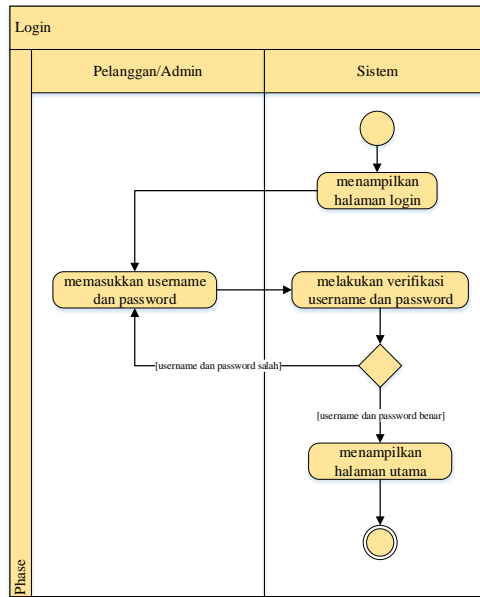 Login
Pelanggan/Admin
Sistem
menampilkan
halaman login
memasukkan username
dan password
melakukan verifikasi
username dan password
[username dan password salah]
[username dan password benar]
menampilkan
halaman utama
Phase